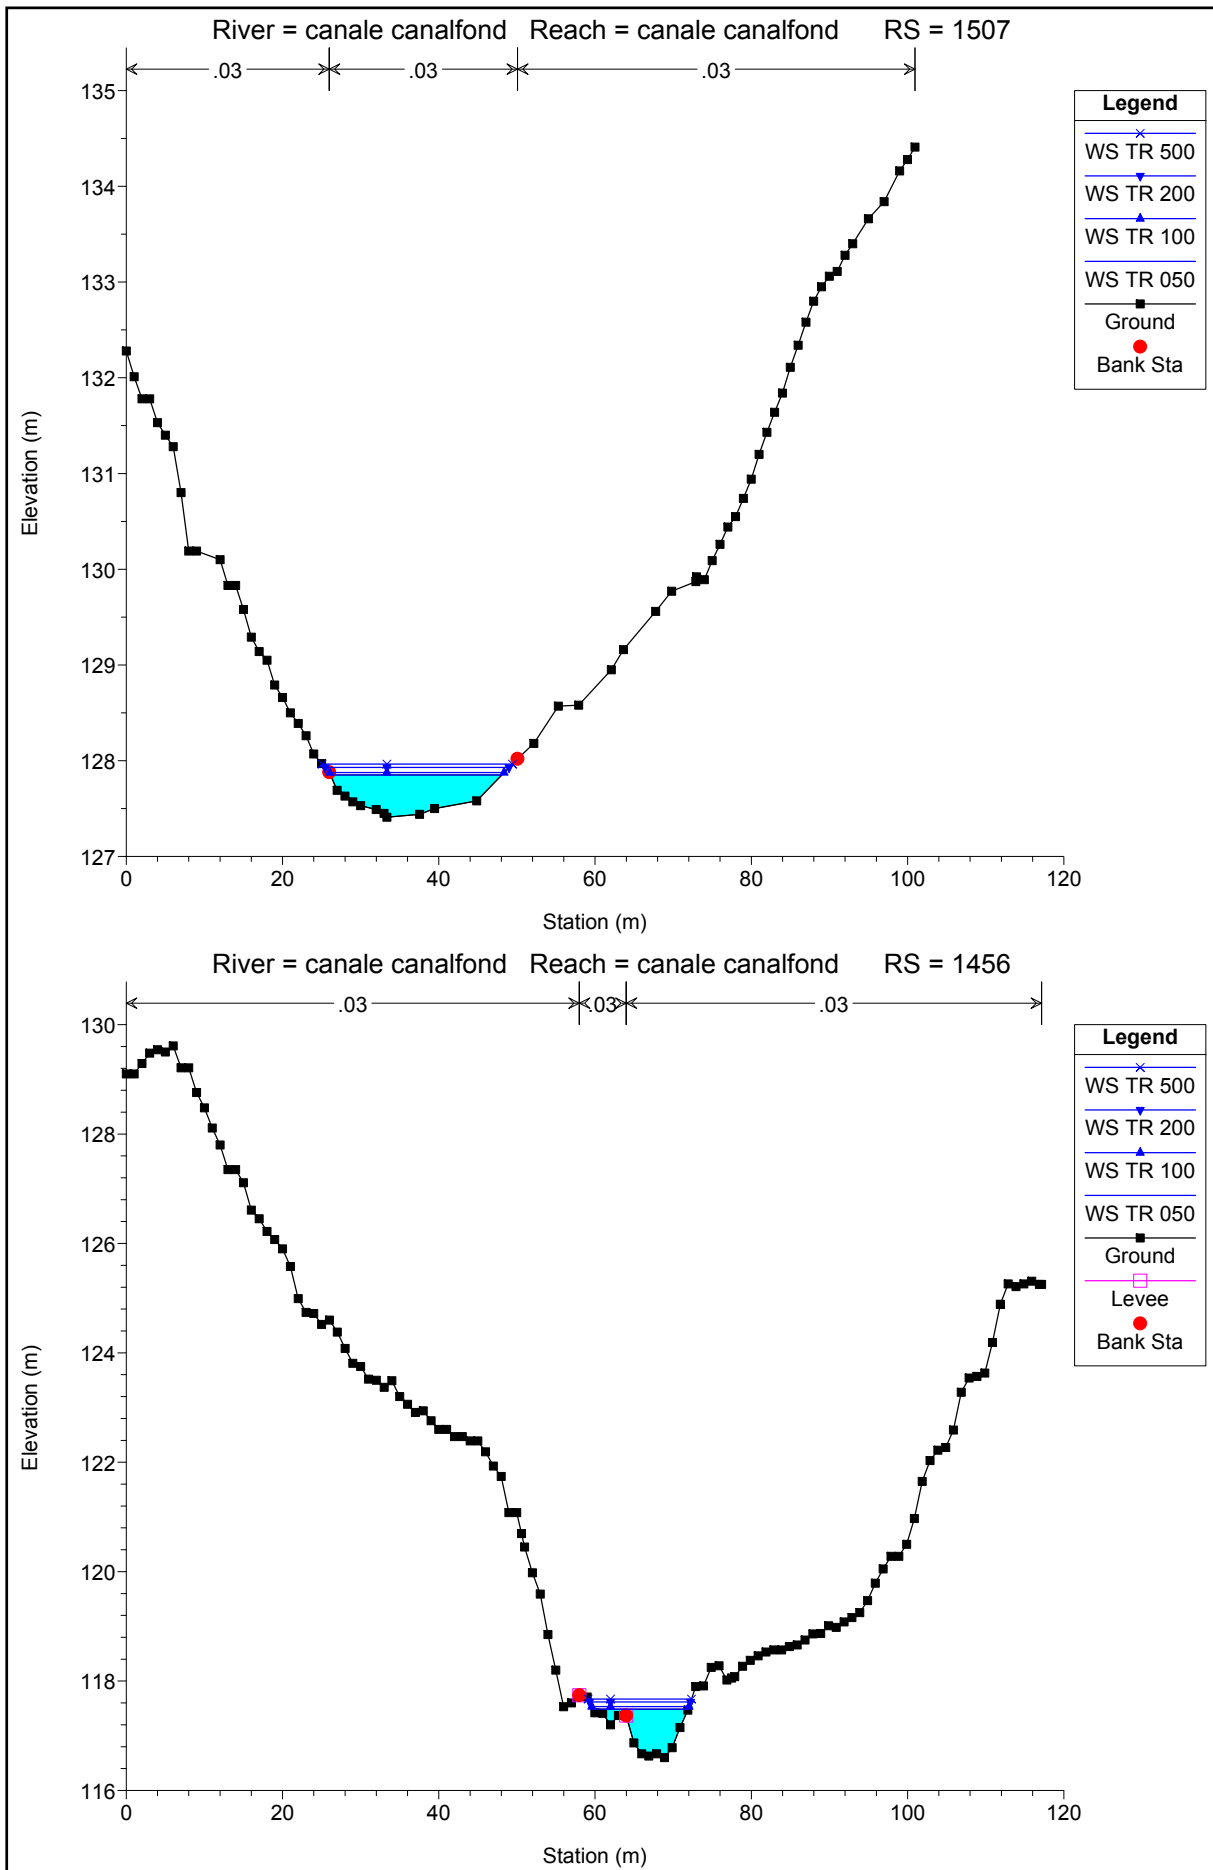 River = canale canalfond   Reach = canale canalfond      RS = 1507
.03 .03 .03
135
134
133
132
131
130
129
128
127
0 20 40 60 80 100 120
Elevation (m)
Station (m)
Legend
WS TR 500
WS TR 200
WS TR 100
WS TR 050
Ground
Bank Sta
River = canale canalfond   Reach = canale canalfond      RS = 1456
.03 .03 .03
130
128
126
124
122
120
118
116
0 20 40 60 80 100 120
Elevation (m)
Station (m)
Legend
WS TR 500
WS TR 200
WS TR 100
WS TR 050
Ground
Levee
Bank Sta